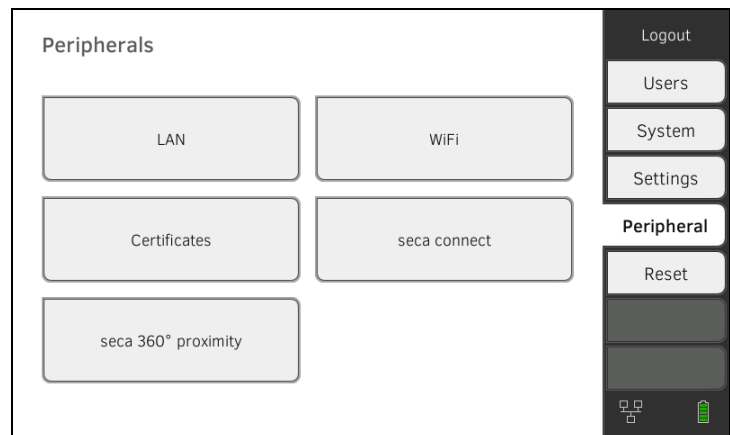 Peripherals
LAN
WiFi
Certificates
seca connect
seca 360° proximity
Logout
Users
System
Settings
Peripheral
Reset